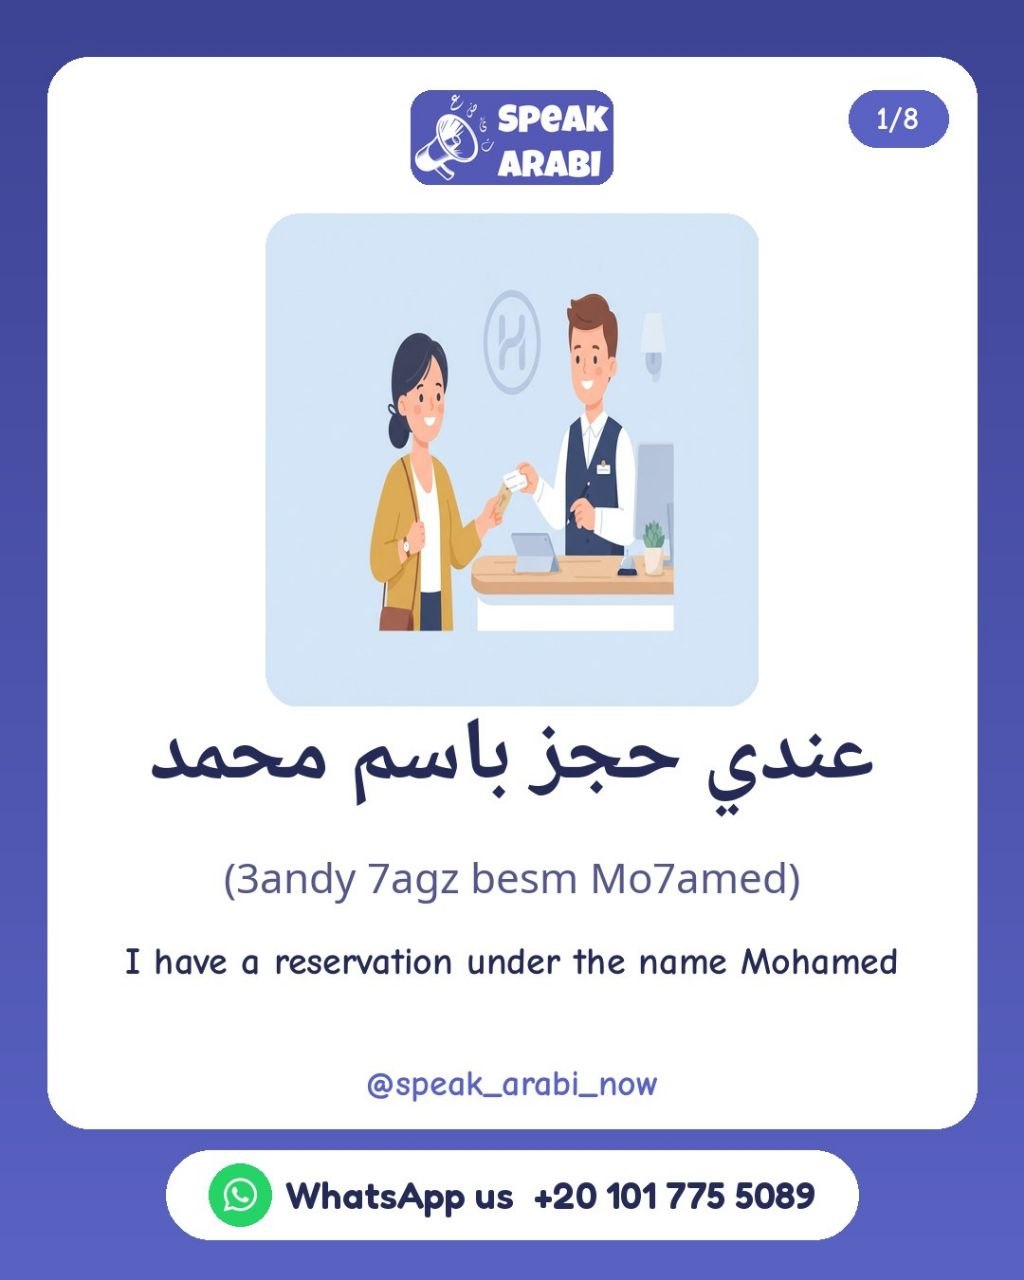 SPEAK
ARABI
1/8
عندي حجز باسم محمد
(3andy 7agz besm Mo7amed)
I have a reservation under the name Mohamed
@speak_arabi_now
WhatsApp us +20 101 775 5089